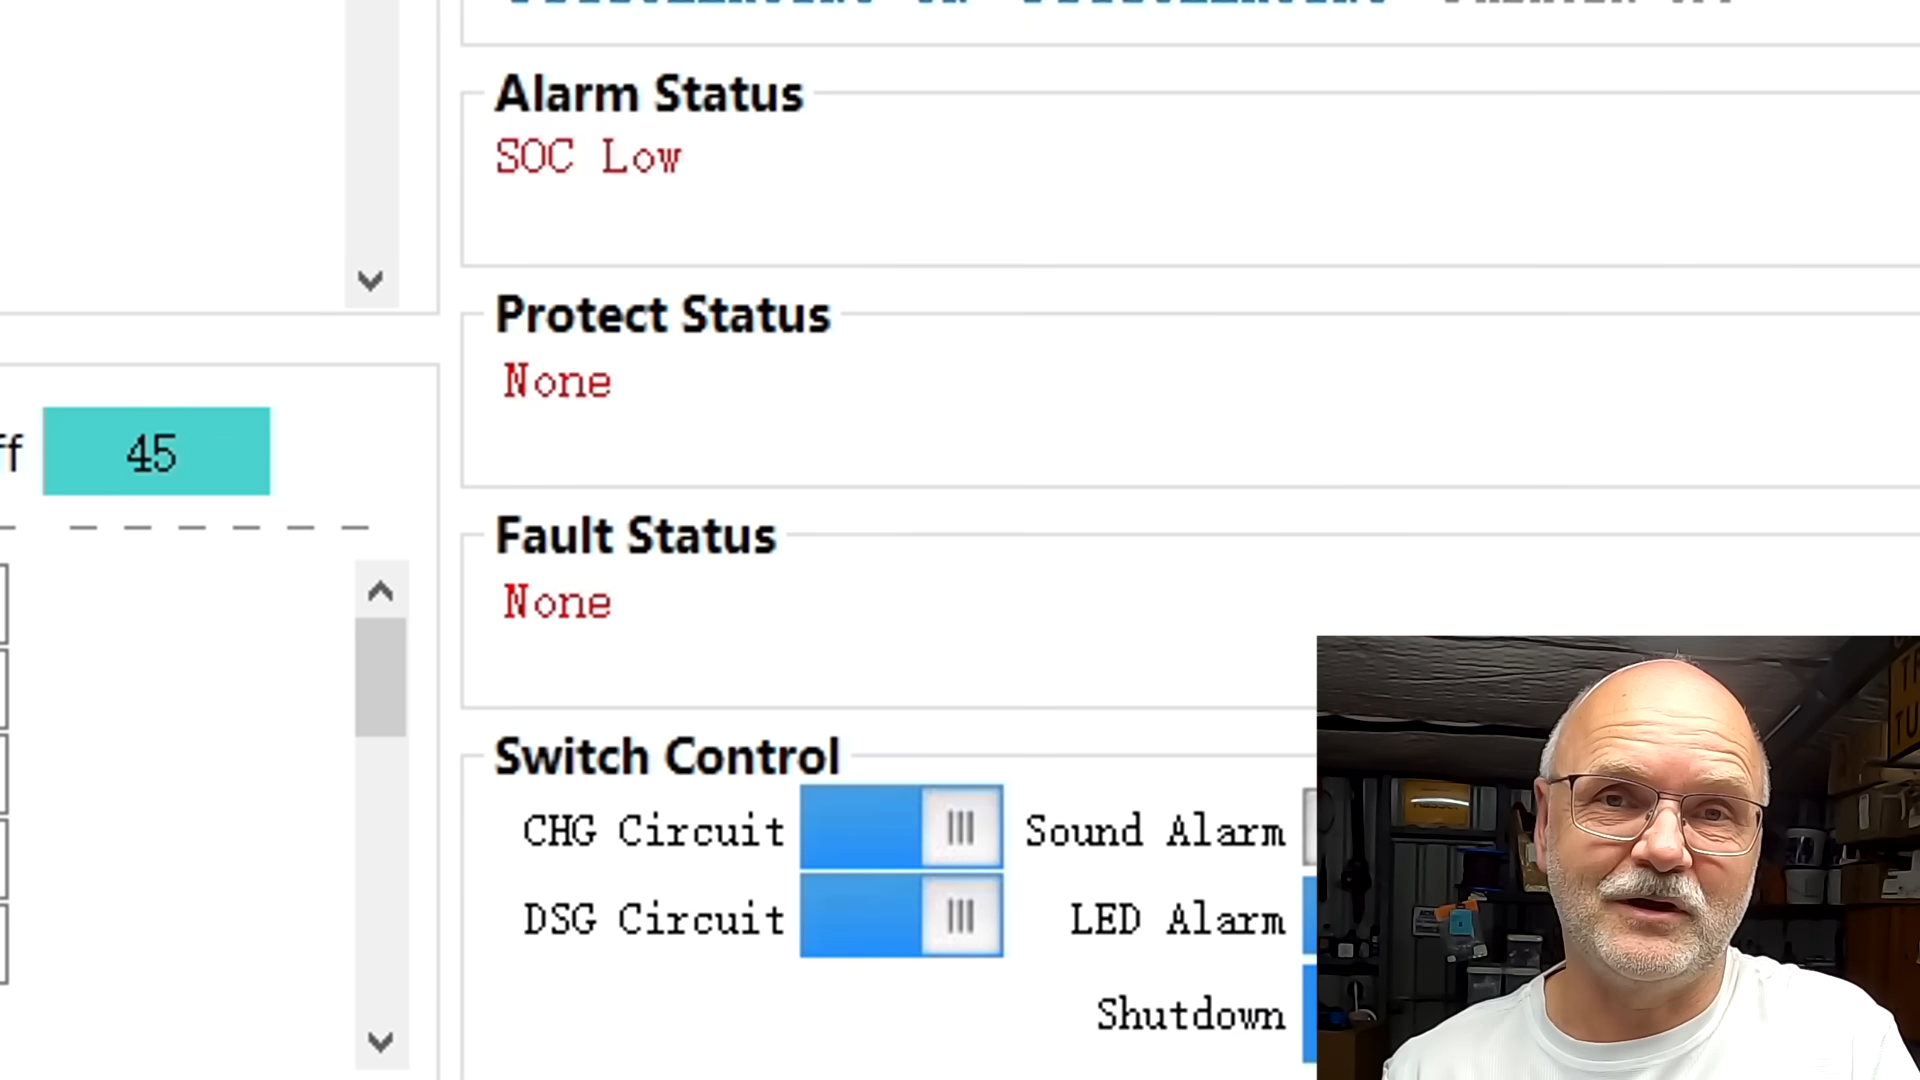 Alarm Status
SOC Low
Protect Status
None
45
Fault Status
None
Switch Control
CHG Circuit
Sound Alarm
DSG Circuit
LED Alarm
Shutdown